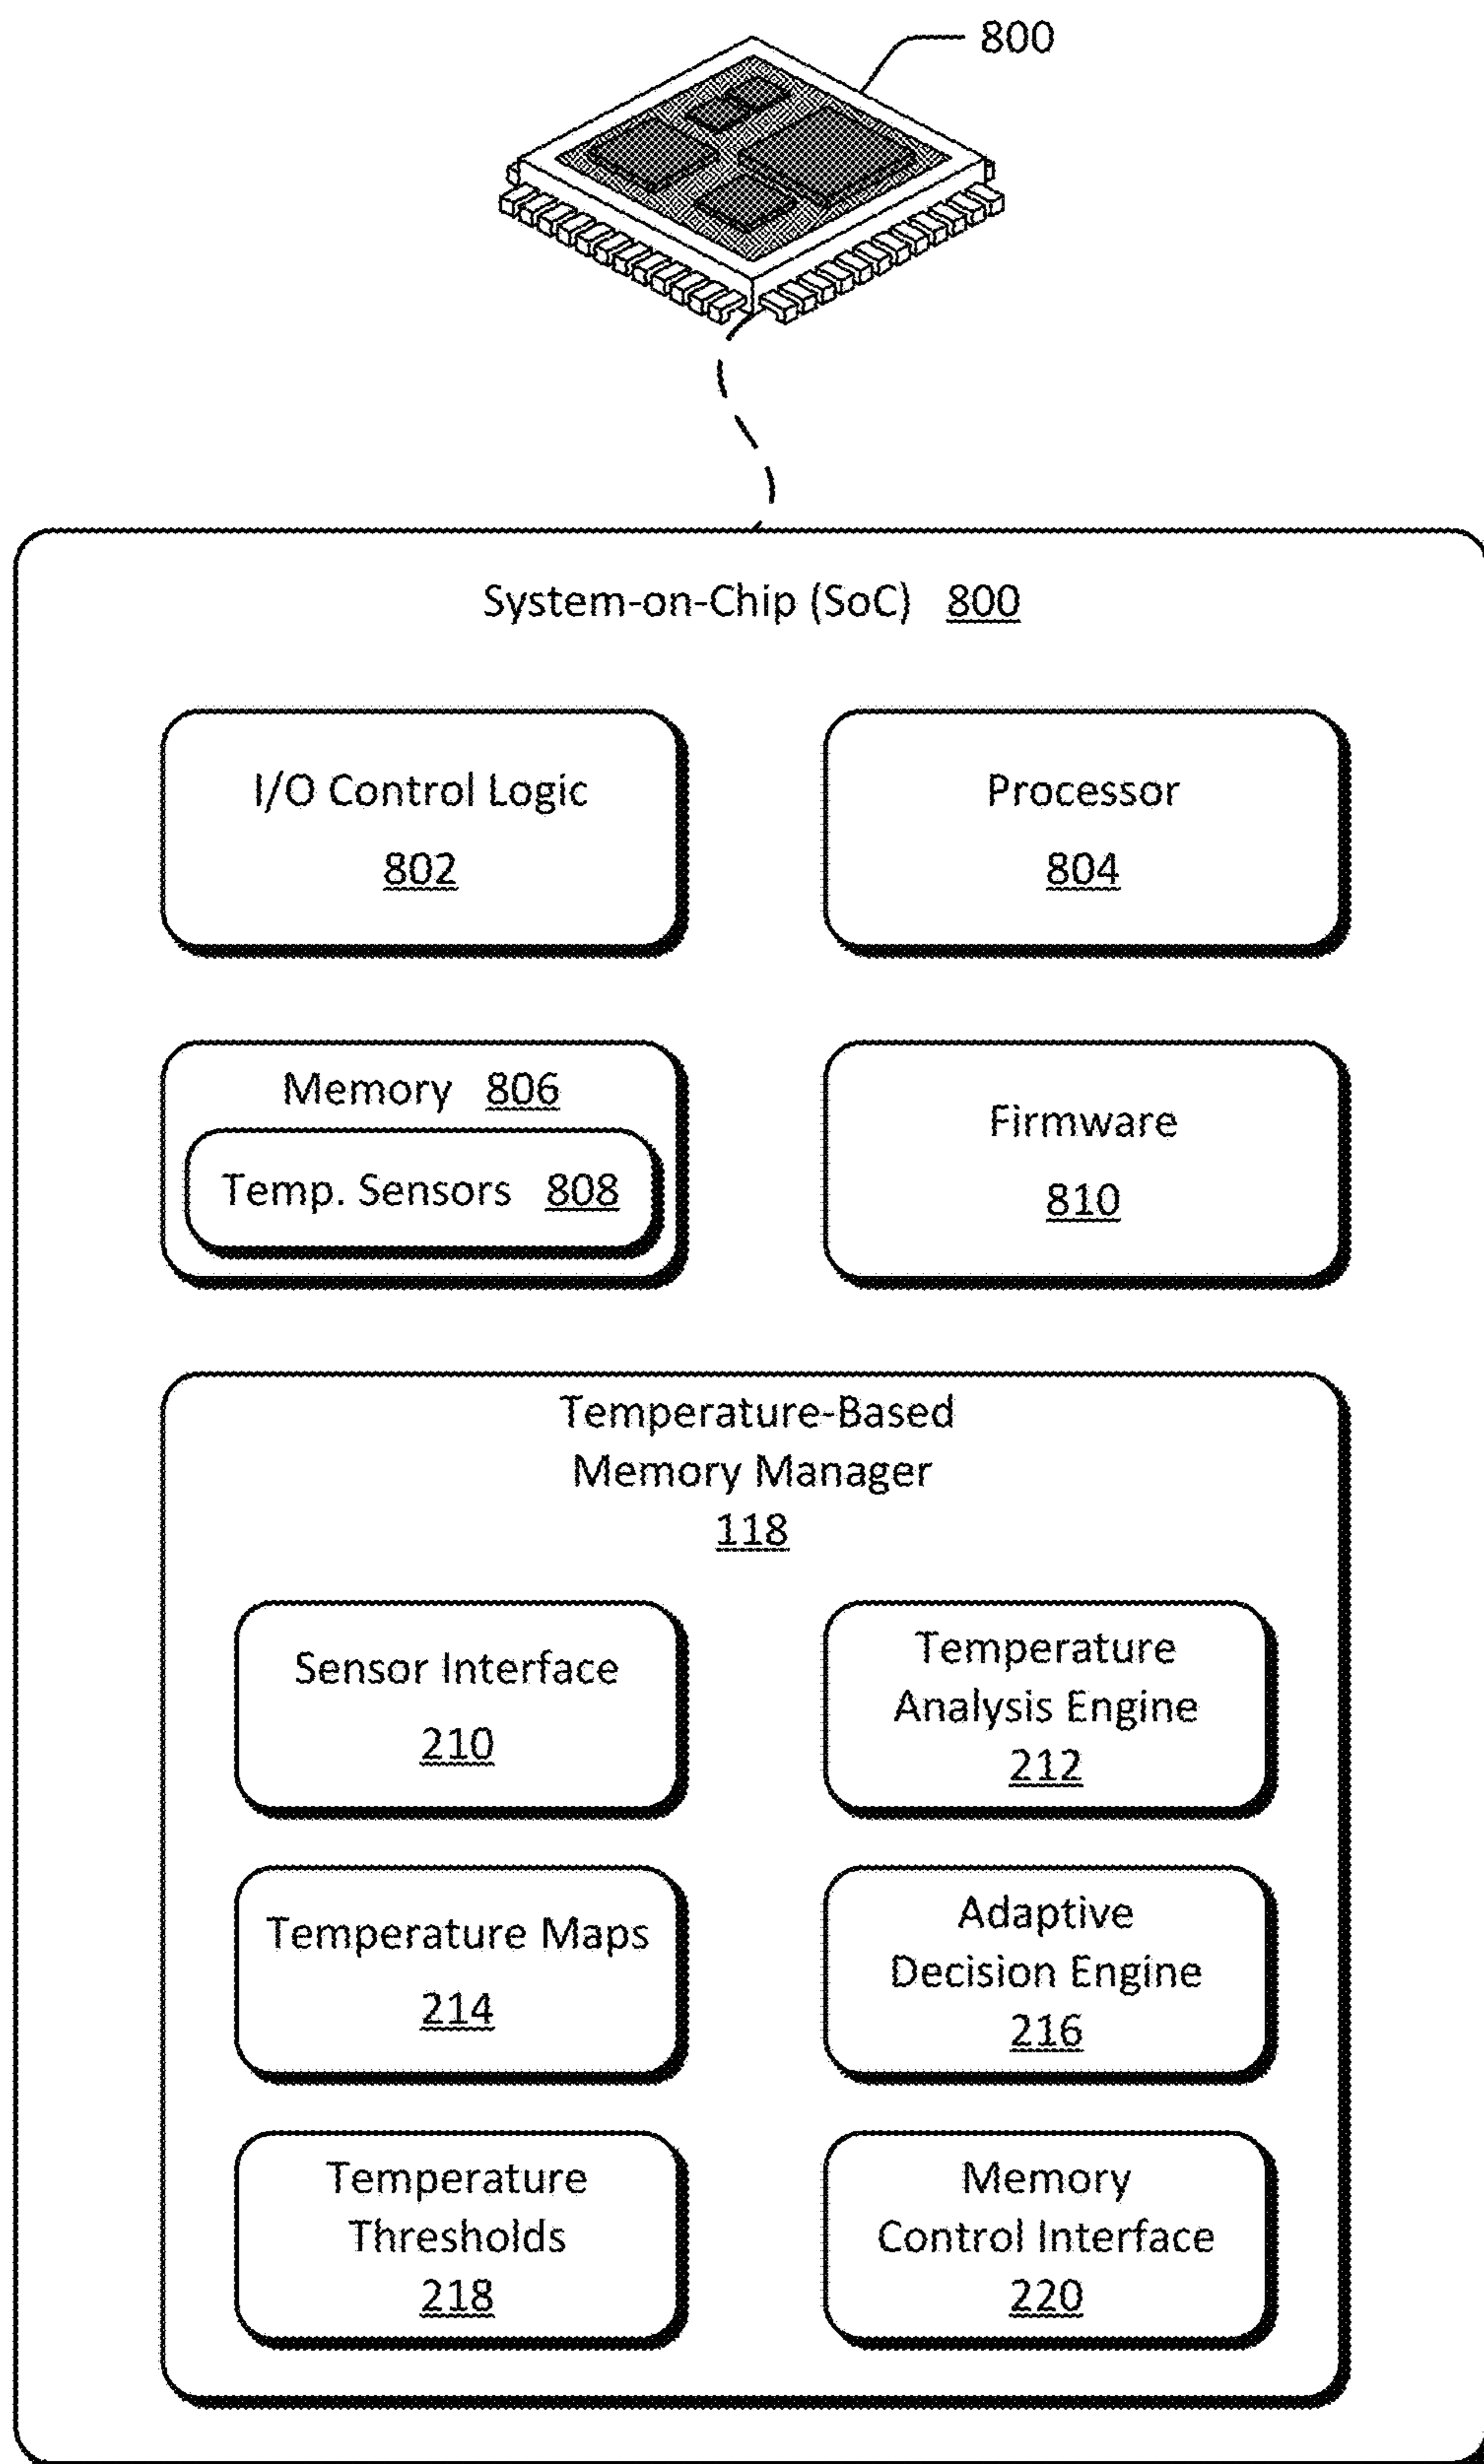 800
System-on-Chip (SoC) 800
I/O Control Logic
802
Processor
804
Memory 806
Temp. Sensors 808
Firmware
810
Temperature-Based
Memory Manager
118
Sensor Interface
210
Temperature
Analysis Engine
212
Temperature Maps
214
Adaptive
Decision Engine
216
Temperature
Thresholds
218
Memory
Control Interface
220